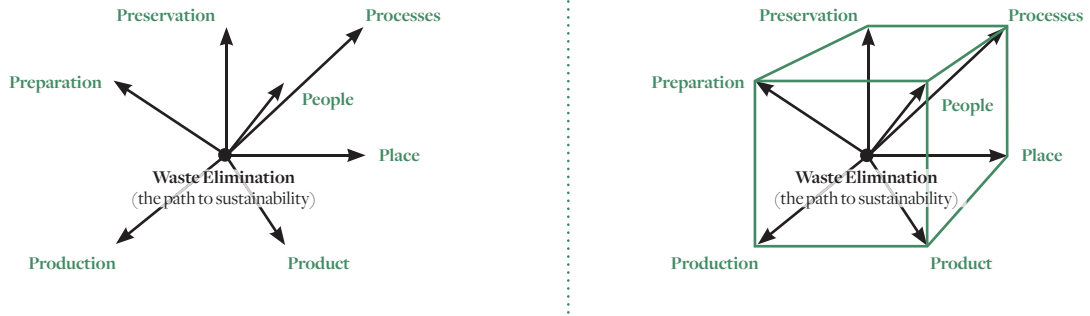 Preservation
Processes
Preparation
People
Place
Waste Elimination
(the path to sustainability)
Production
Product
Preservation
Processes
Preparation
People
Place
Waste Elimination
(the path to sustainability)
Production
Product